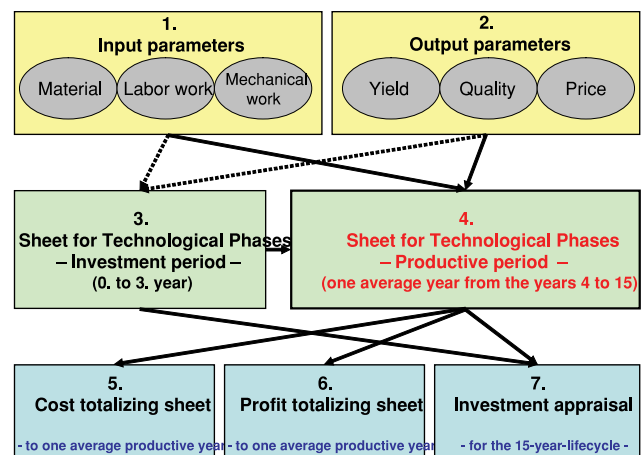 1.
Input parameters
Material
Labor work
Mechanical
work
2.
Output parameters
Yield
Quality
Price
3.
Sheet for Technological Phases
– Investment period –
(0. to 3. year)
4.
Sheet for Technological Phases
– Productive period –
(one average year from the years 4 to 15)
5.
Cost totalizing sheet
- to one average productive year
6.
Profit totalizing sheet
- to one average productive year
7.
Investment appraisal
- for the 15-year-lifecycle -